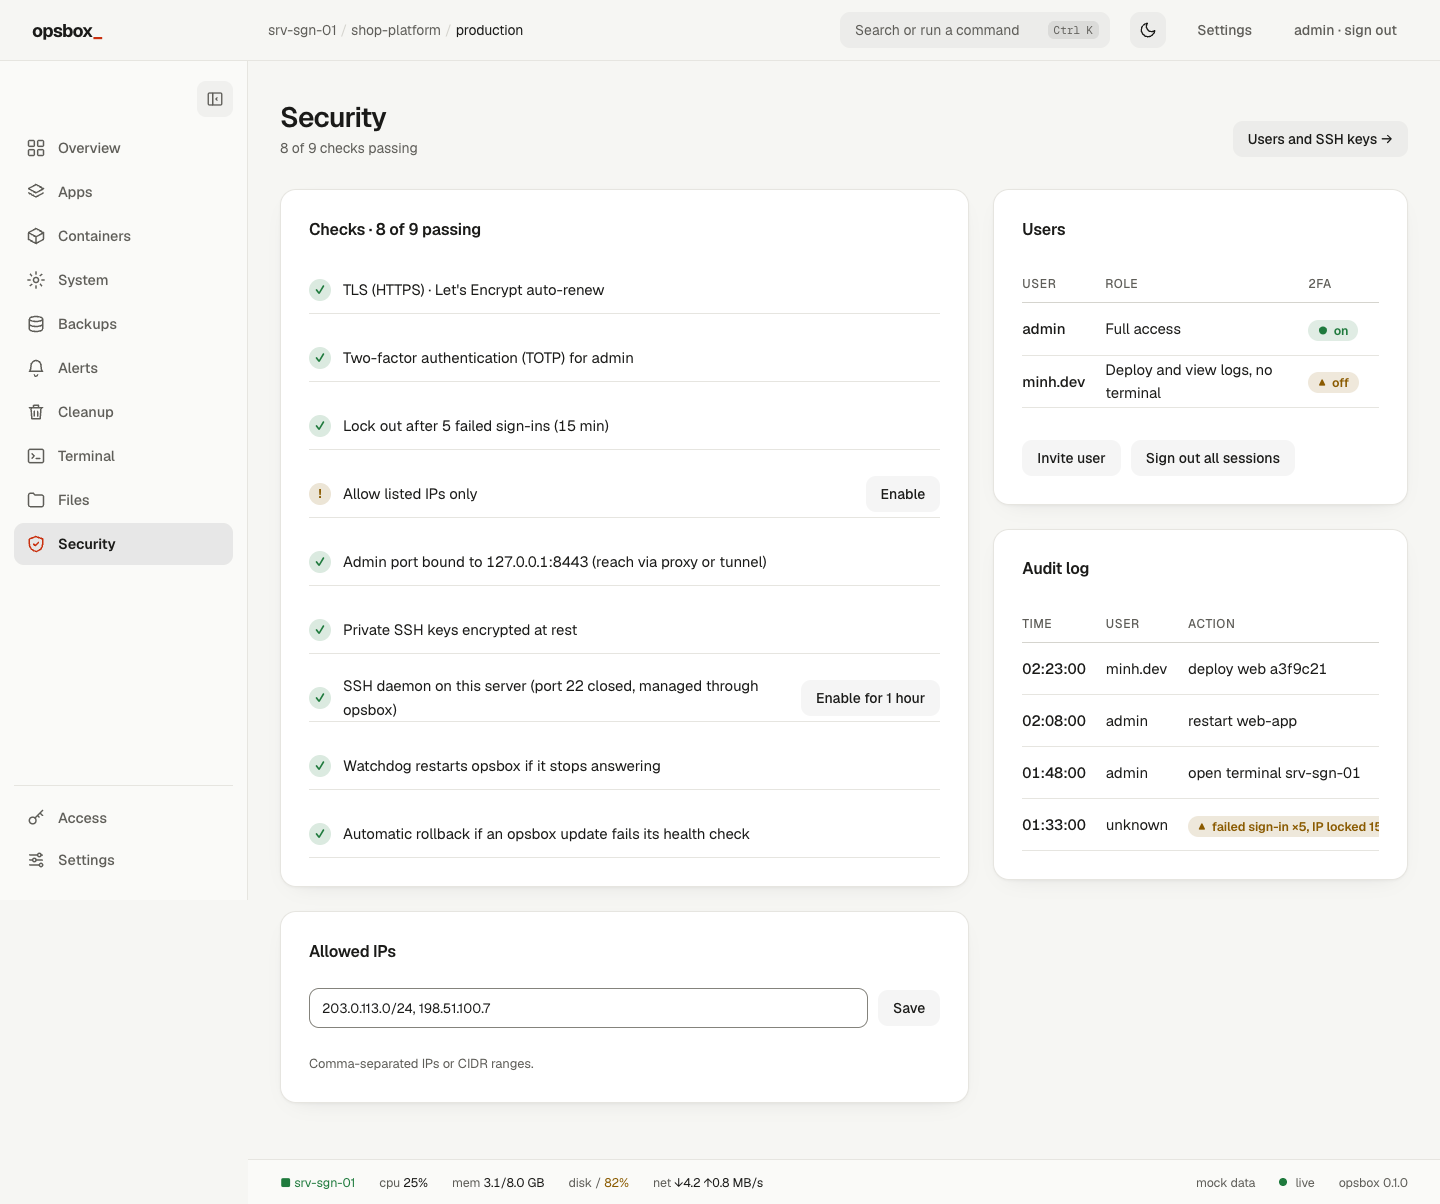 opsbox_
srv-sgn-01 / shop-platform / production
Search or run a command Ctrl K
Settings
admin · sign out
Overview
Apps
Containers
System
Backups
Alerts
Cleanup
Terminal
Files
Security
Access
Settings
Security
8 of 9 checks passing
Users and SSH keys →
Checks · 8 of 9 passing
TLS (HTTPS) · Let's Encrypt auto-renew
Two-factor authentication (TOTP) for admin
Lock out after 5 failed sign-ins (15 min)
! Allow listed IPs only Enable
Admin port bound to 127.0.0.1:8443 (reach via proxy or tunnel)
Private SSH keys encrypted at rest
SSH daemon on this server (port 22 closed, managed through
opsbox)
Enable for 1 hour
Watchdog restarts opsbox if it stops answering
Automatic rollback if an opsbox update fails its health check
Allowed IPs
203.0.113.0/24, 198.51.100.7 Save
Comma-separated IPs or CIDR ranges.
Users
USER ROLE 2FA
admin Full access on
minh.dev Deploy and view logs, no
terminal
off
Invite user Sign out all sessions
Audit log
TIME USER ACTION
02:23:00 minh.dev deploy web a3f9c21
02:08:00 admin restart web-app
01:48:00 admin open terminal srv-sgn-01
01:33:00 unknown failed sign-in ×5, IP locked 15
srv-sgn-01 cpu 25% mem 3.1/8.0 GB disk / 82% net ↓4.2 ↑0.8 MB/s mock data live opsbox 0.1.0